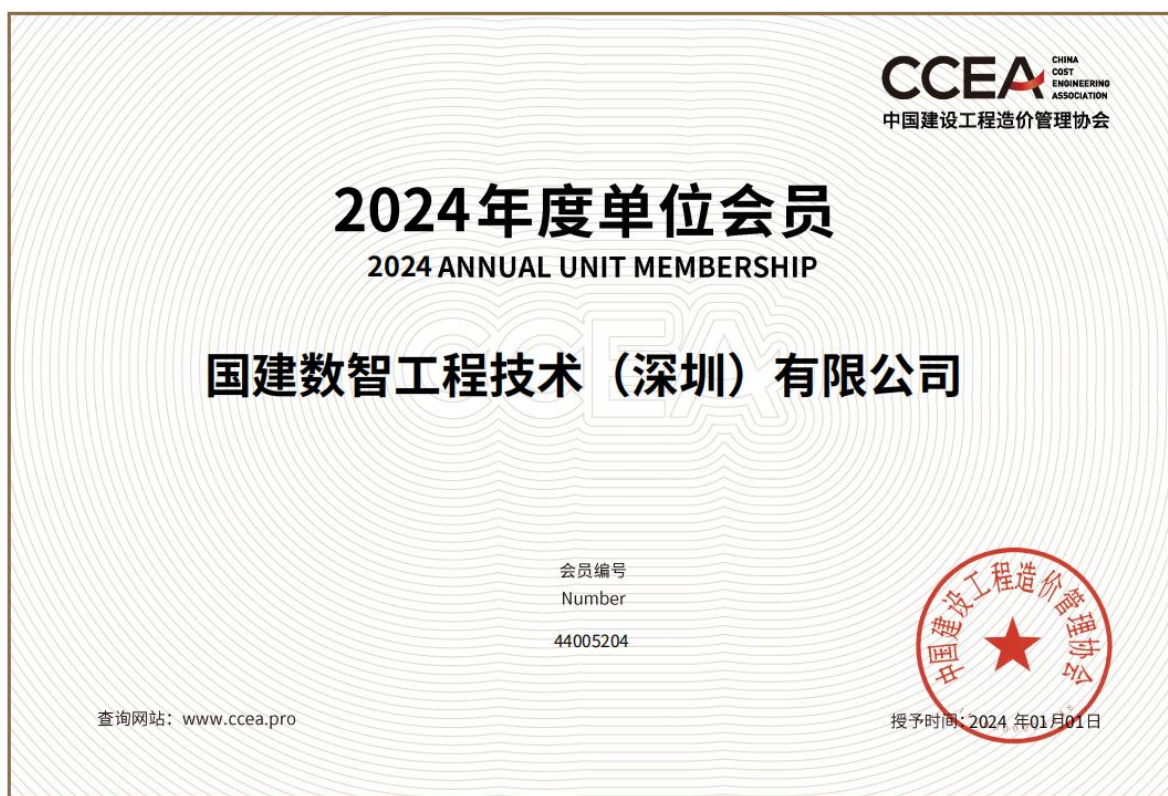 CCEA
CHINA
COST
ENGINEERING
ASSOCIATION
中国建设工程造价管理协会
2024年度单位会员
2024 ANNUAL UNIT MEMBERSHIP
CCEA
国建数智工程技术（深圳）有限公司
会员编号
Number
44005204
中国建设工程造价管理协会
查询网站：www.ccea.pro
授予时间：2024 年01月01日